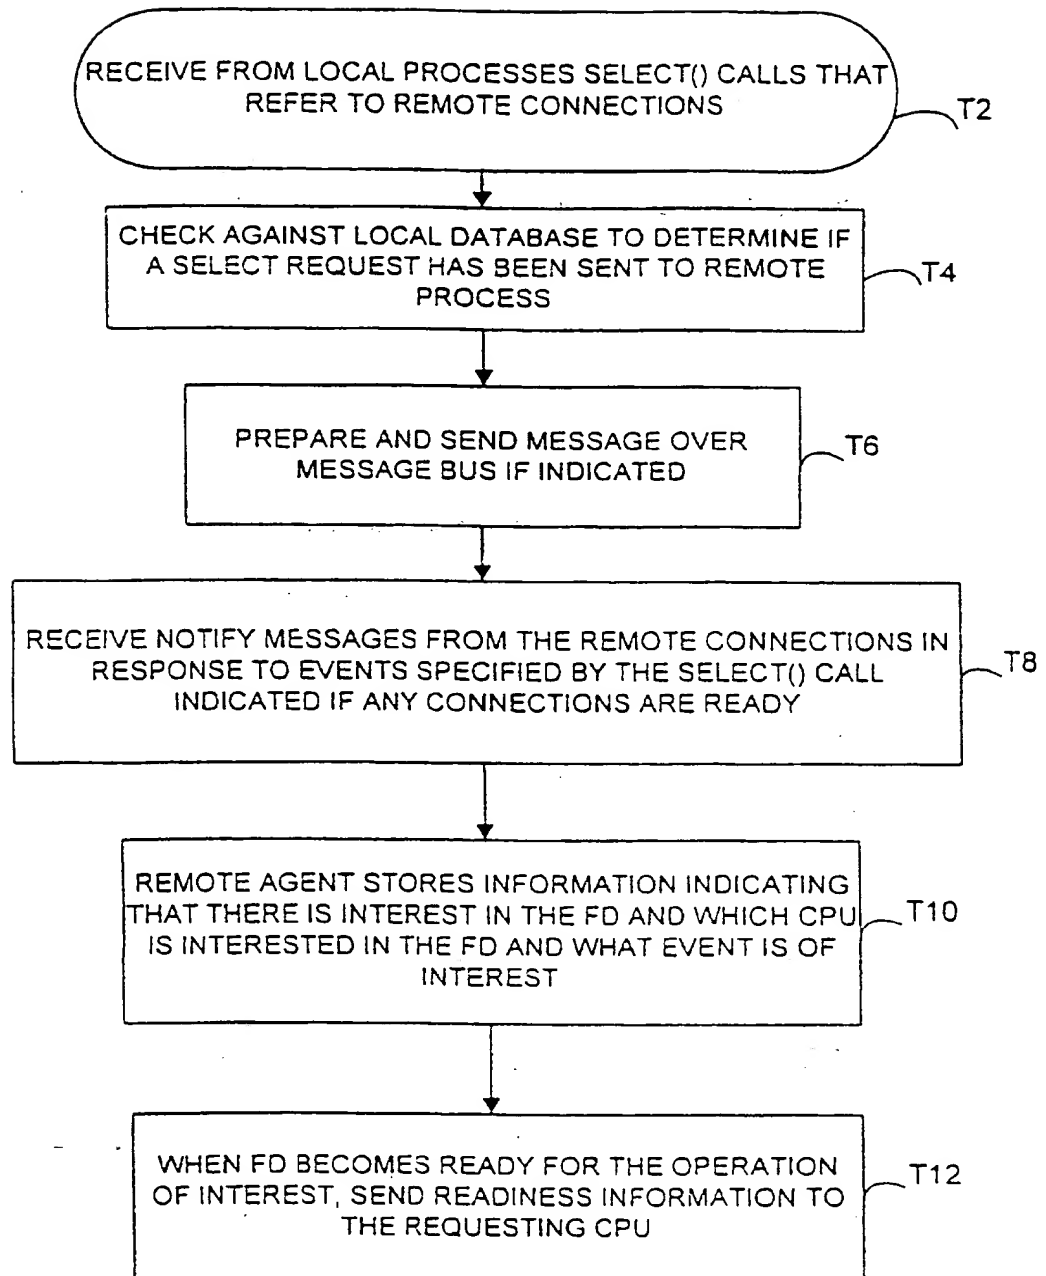 RECEIVE FROM LOCAL PROCESSES SELECT() CALLS THAT
REFER TO REMOTE CONNECTIONS
T2
CHECK AGAINST LOCAL DATABASE TO DETERMINE IF
A SELECT REQUEST HAS BEEN SENT TO REMOTE
PROCESS
T4
PREPARE AND SEND MESSAGE OVER
MESSAGE BUS IF INDICATED
T6
RECEIVE NOTIFY MESSAGES FROM THE REMOTE CONNECTIONS IN
RESPONSE TO EVENTS SPECIFIED BY THE SELECT() CALL
INDICATED IF ANY CONNECTIONS ARE READY
T8
REMOTE AGENT STORES INFORMATION INDICATING
THAT THERE IS INTEREST IN THE FD AND WHICH CPU
IS INTERESTED IN THE FD AND WHAT EVENT IS OF
INTEREST
T10
WHEN FD BECOMES READY FOR THE OPERATION
OF INTEREST, SEND READINESS INFORMATION TO
THE REQUESTING CPU
T12